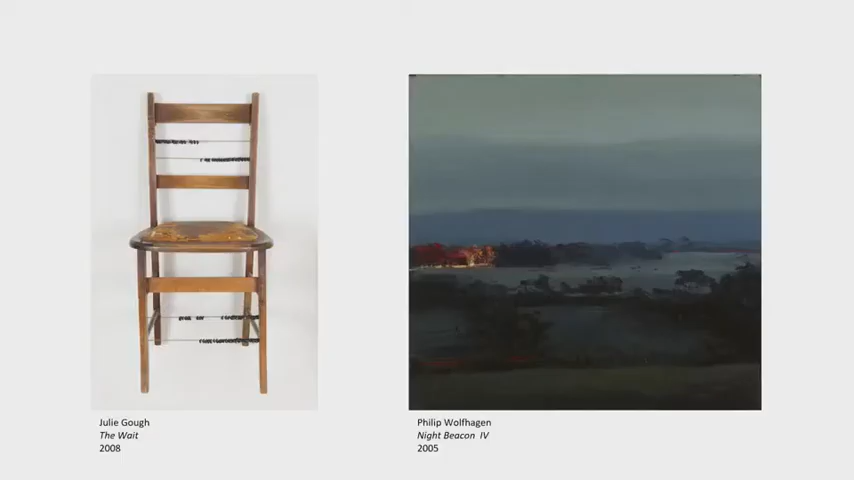 Julie Gough
The Wait
2008
Philip Wolfhagen
Night Beacon IV
2005